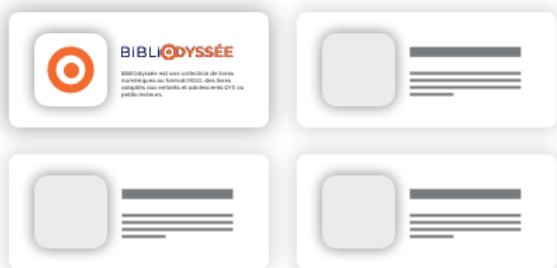 BiBLiODYSSÉE
BiBliOdyssée est une collection de livres
numériques au format FROG, des livres
adaptés aux enfants et adolescents DYS ou
petits lecteurs.